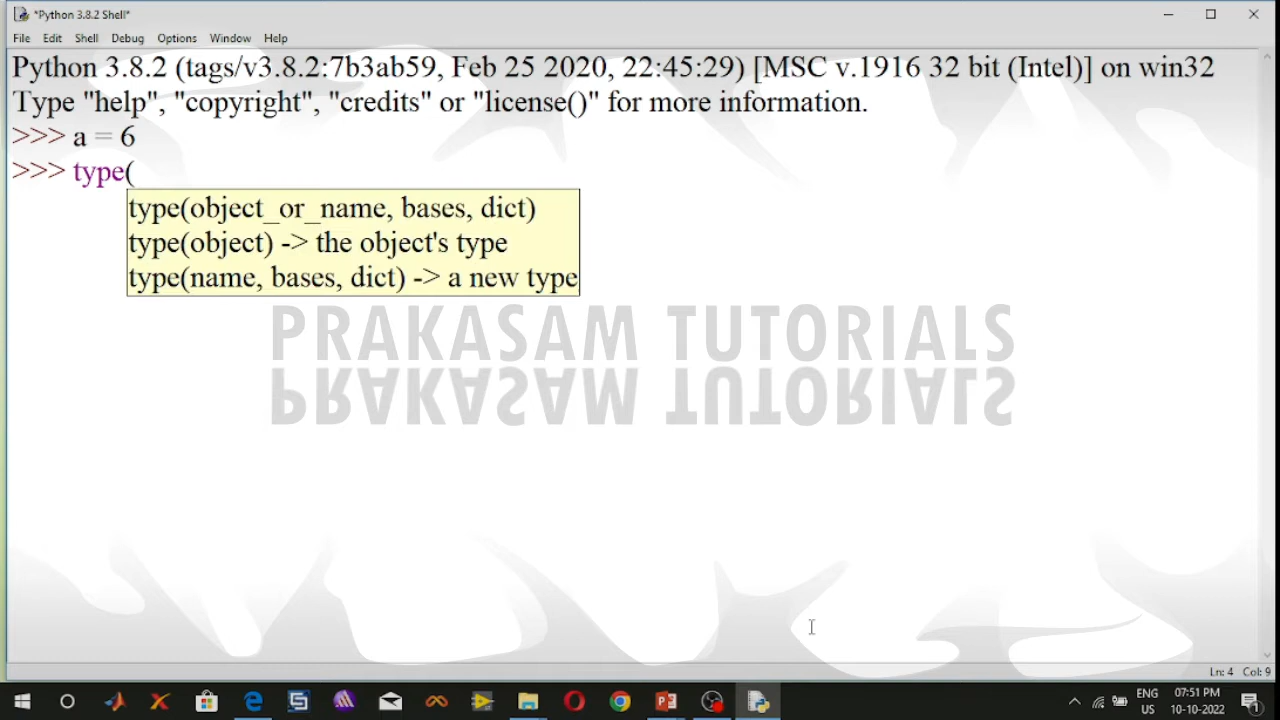 *Python 3.8.2 Shell*
File Edit Shell Debug Options Window Help
Python 3.8.2 (tags/v3.8.2:7b3ab59, Feb 25 2020, 22:45:29) [MSC v.1916 32 bit (Intel)] on win32
Type "help", "copyright", "credits" or "license()" for more information.
>>> a = 6
>>> type(
type(object_or_name, bases, dict)
type(object) -> the object's type
type(name, bases, dict) -> a new type
PRAKASAM TUTORIALS
PRAKASAM TUTORIALS
Ln: 4 Col: 9
ENG 07:51 PM
US 10-10-2022
1